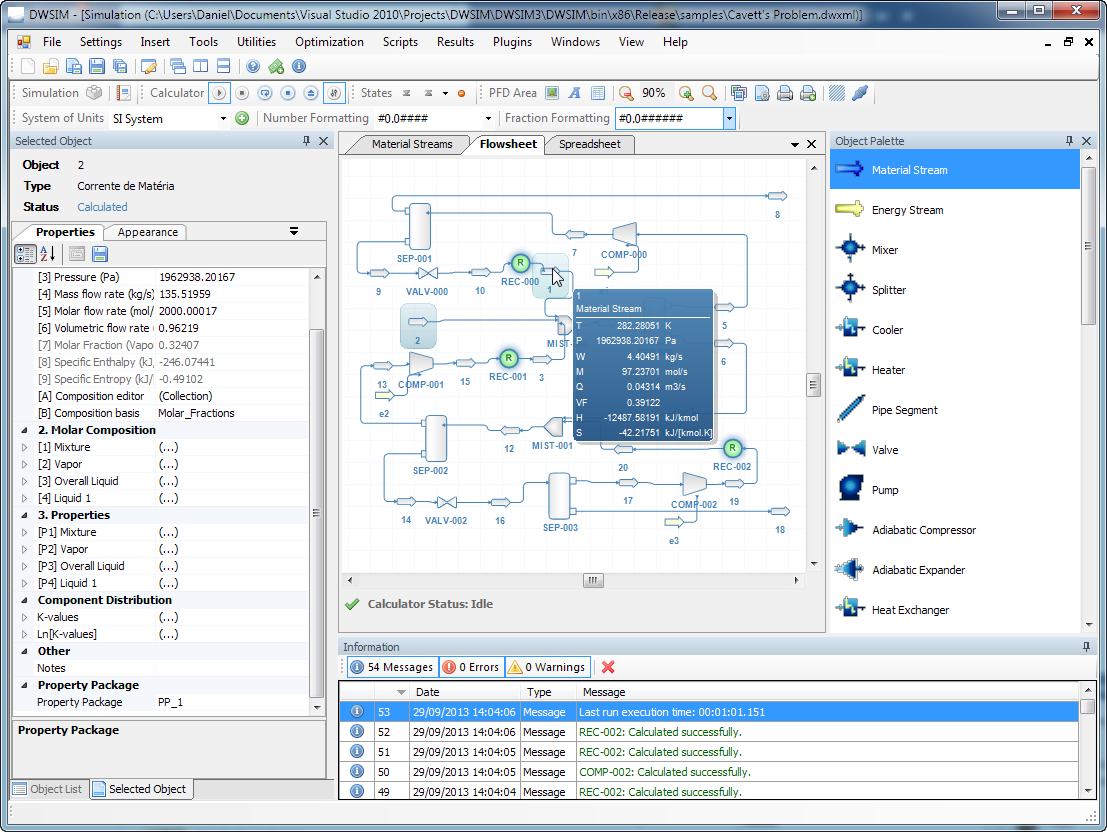 DWSIM - [Simulation (C:\Users\Daniel\Documents\Visual Studio 2010\Projects\DWSIM\DWSIM3\DWSIM\bin\x86\Release\samples\Cavett's Problem.dwxml)]
File Settings Insert Tools Utilities Optimization Scripts Results Plugins Windows View Help
Simulation Calculator States PFD Area 90%
System of Units SI System Number Formatting #0.0#### Fraction Formatting #0.0######
Selected Object
Object 2
Type Corrente de Matéria
Status Calculated
Properties Appearance
[3] Pressure (Pa) 1962938.20167
[4] Mass flow rate (kg/s) 135.51959
[5] Molar flow rate (mol/ 2000.00017
[6] Volumetric flow rate 0.96219
[7] Molar Fraction (Vapo 0.32407
[8] Specific Enthalpy (kJ, -246.07441
[9] Specific Entropy (kJ/ -0.49102
[A] Composition editor (Collection)
[B] Composition basis Molar_Fractions
2. Molar Composition
[1] Mixture (...)
[2] Vapor (...)
[3] Overall Liquid (...)
[4] Liquid 1 (...)
3. Properties
[P1] Mixture (...)
[P2] Vapor (...)
[P3] Overall Liquid (...)
[P4] Liquid 1 (...)
Component Distribution
K-values (...)
Ln[K-values] (...)
Other
Notes
Property Package
Property Package PP_1
Property Package
Object List Selected Object
Material Streams Flowsheet Spreadsheet
8
SEP-001
7
COMP-000
R
9
VALV-000
10
REC-000
1
1
Material Stream
T 282.28051 K
P 1962938.20167 Pa
W 4.40491 kg/s
M 97.23701 mol/s
Q 0.04314 m3/s
VF 0.39122
H -12487.58191 kJ/kmol
S -42.21751 kJ/[kmol.K]
5
2
MIST-
6
R
13
COMP-001
15
REC-001
3
e2
SEP-002
12
MIST-001
20
R
REC-002
14
VALV-002
16
SEP-003
17
COMP-002
19
e3
18
Calculator Status: Idle
Object Palette
Material Stream
Energy Stream
Mixer
Splitter
Cooler
Heater
Pipe Segment
Valve
Pump
Adiabatic Compressor
Adiabatic Expander
Heat Exchanger
Information
54 Messages 0 Errors 0 Warnings
Date Type Message
53 29/09/2013 14:04:06 Message Last run execution time: 00:01:01.151
52 29/09/2013 14:04:06 Message REC-002: Calculated successfully.
51 29/09/2013 14:04:05 Message REC-002: Calculated successfully.
50 29/09/2013 14:04:05 Message COMP-002: Calculated successfully.
49 29/09/2013 14:04:04 Message REC-002: Calculated successfully.